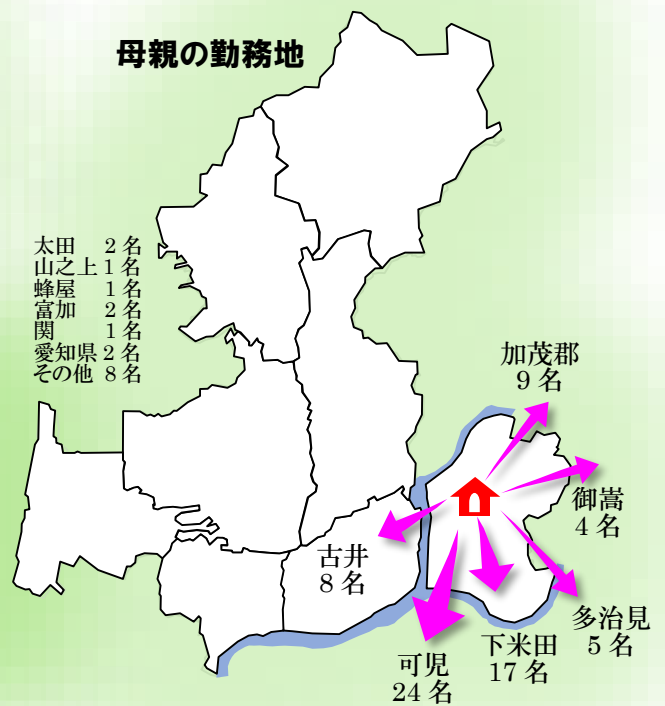 母親の勤務地
太田 2名
山之上 1名
蜂屋 1名
富加 2名
関 1名
愛知県 2名
その他 8名
加茂郡
9名
御嵩
4名
古井
8名
多治見
5名
下米田
17名
可児
24名